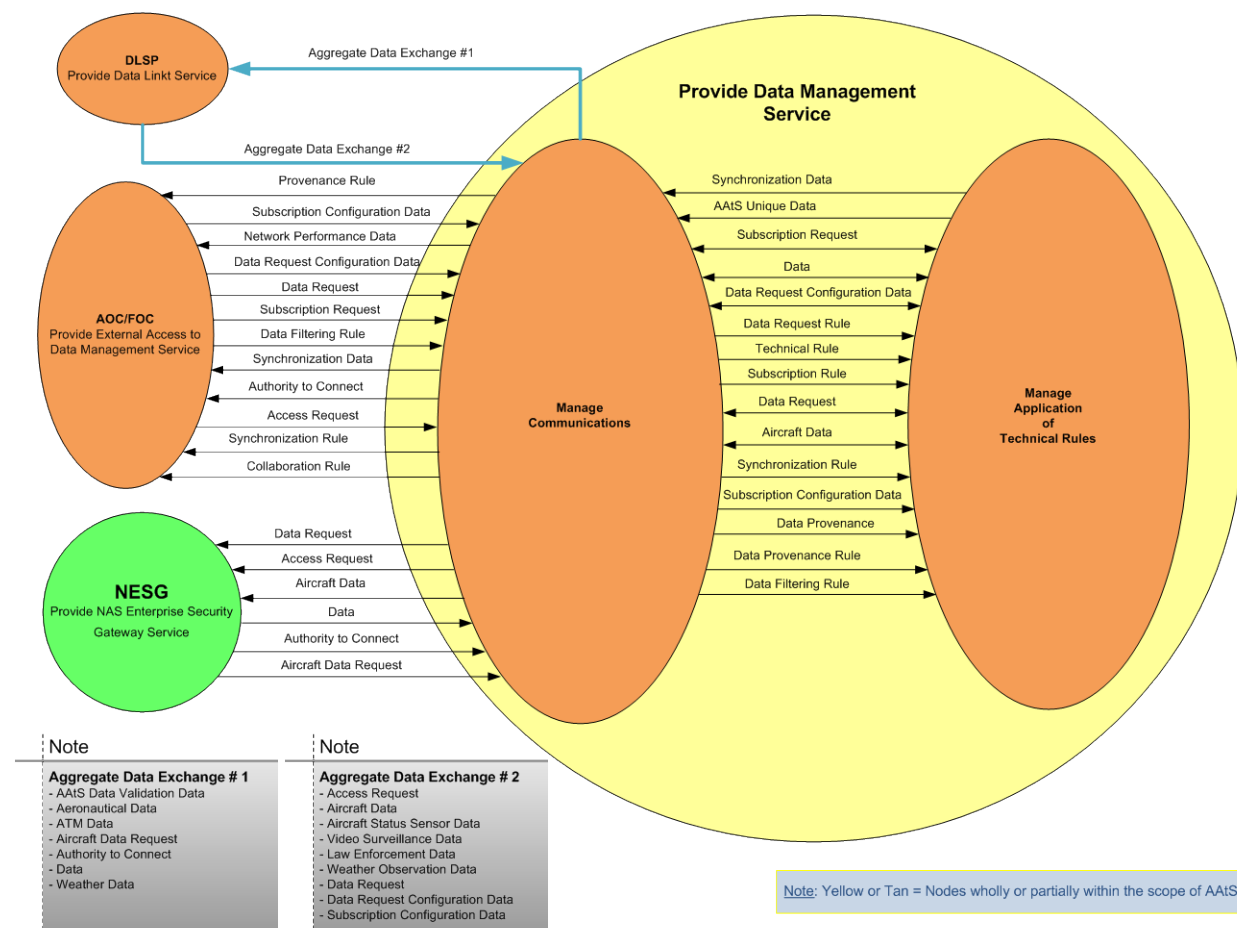 DLSP
Provide Data Linkt Service
Aggregate Data Exchange #1
Aggregate Data Exchange #2
Provide Data Management
Service
AOC/FOC
Provide External Access to
Data Management Service
Provenance Rule
Subscription Configuration Data
Network Performance Data
Data Request Configuration Data
Data Request
Subscription Request
Data Filtering Rule
Synchronization Data
Authority to Connect
Access Request
Synchronization Rule
Collaboration Rule
Manage
Communications
Synchronization Data
AAtS Unique Data
Subscription Request
Data
Data Request Configuration Data
Data Request Rule
Technical Rule
Subscription Rule
Data Request
Aircraft Data
Synchronization Rule
Subscription Configuration Data
Data Provenance
Data Provenance Rule
Data Filtering Rule
Manage
Application
of
Technical Rules
NESG
Provide NAS Enterprise Security
Gateway Service
Data Request
Access Request
Aircraft Data
Data
Authority to Connect
Aircraft Data Request
Note
Aggregate Data Exchange # 1
- AAtS Data Validation Data
- Aeronautical Data
- ATM Data
- Aircraft Data Request
- Authority to Connect
- Data
- Weather Data
Note
Aggregate Data Exchange # 2
- Access Request
- Aircraft Data
- Aircraft Status Sensor Data
- Video Surveillance Data
- Law Enforcement Data
- Weather Observation Data
- Data Request
- Data Request Configuration Data
- Subscription Configuration Data
Note: Yellow or Tan = Nodes wholly or partially within the scope of AAtS